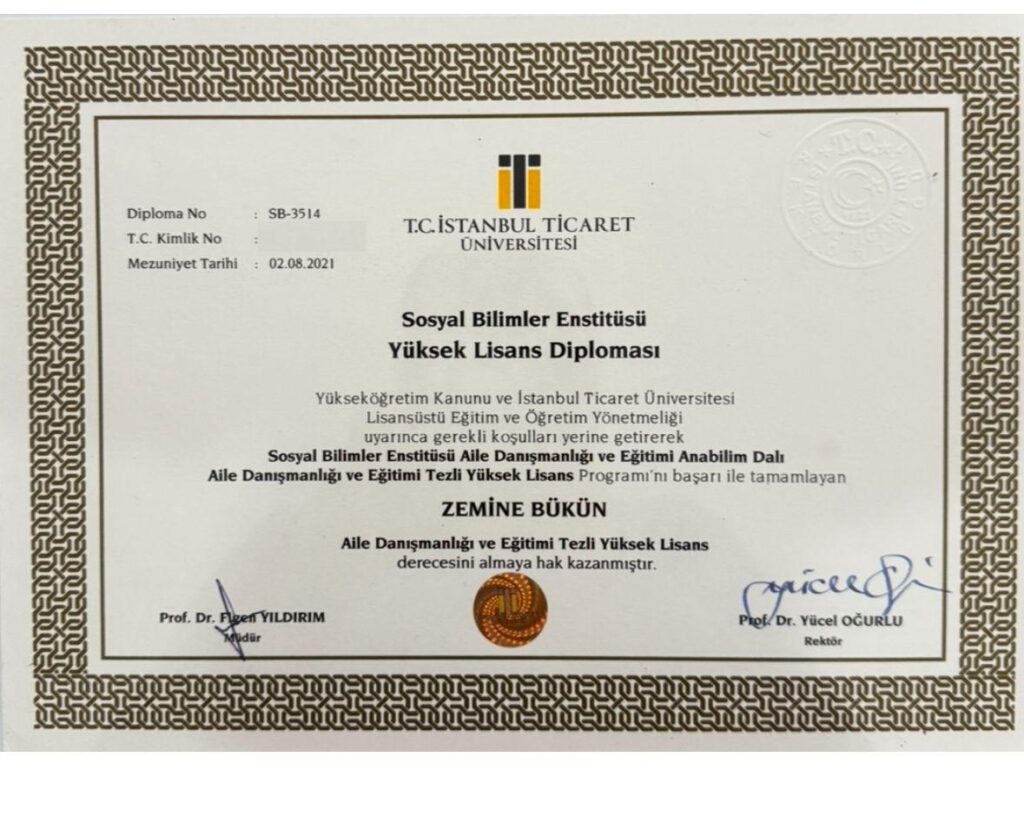 Diploma No : SB-3514
T.C. Kimlik No :
Mezuniyet Tarihi : 02.08.2021
T.C. İSTANBUL TİCARET
ÜNİVERSİTESİ
Sosyal Bilimler Enstitüsü
Yüksek Lisans Diploması
Yükseköğretim Kanunu ve İstanbul Ticaret Üniversitesi
Lisansüstü Eğitim ve Öğretim Yönetmeliği
uyarınca gerekli koşulları yerine getirerek
Sosyal Bilimler Enstitüsü Aile Danışmanlığı ve Eğitimi Anabilim Dalı
Aile Danışmanlığı ve Eğitimi Tezli Yüksek Lisans Programı'nı başarı ile tamamlayan
ZEMİNE BÜKÜN
Aile Danışmanlığı ve Eğitimi Tezli Yüksek Lisans
derecesini almaya hak kazanmıştır.
Prof. Dr. Figen YILDIRIM
Müdür
Prof. Dr. Yücel OĞURLU
Rektör